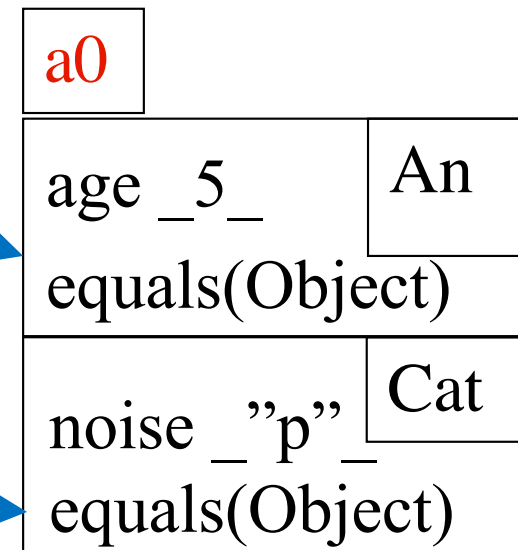 a0
An
age _5_
equals(Object)
Cat
noise _”p”_
equals(Object)